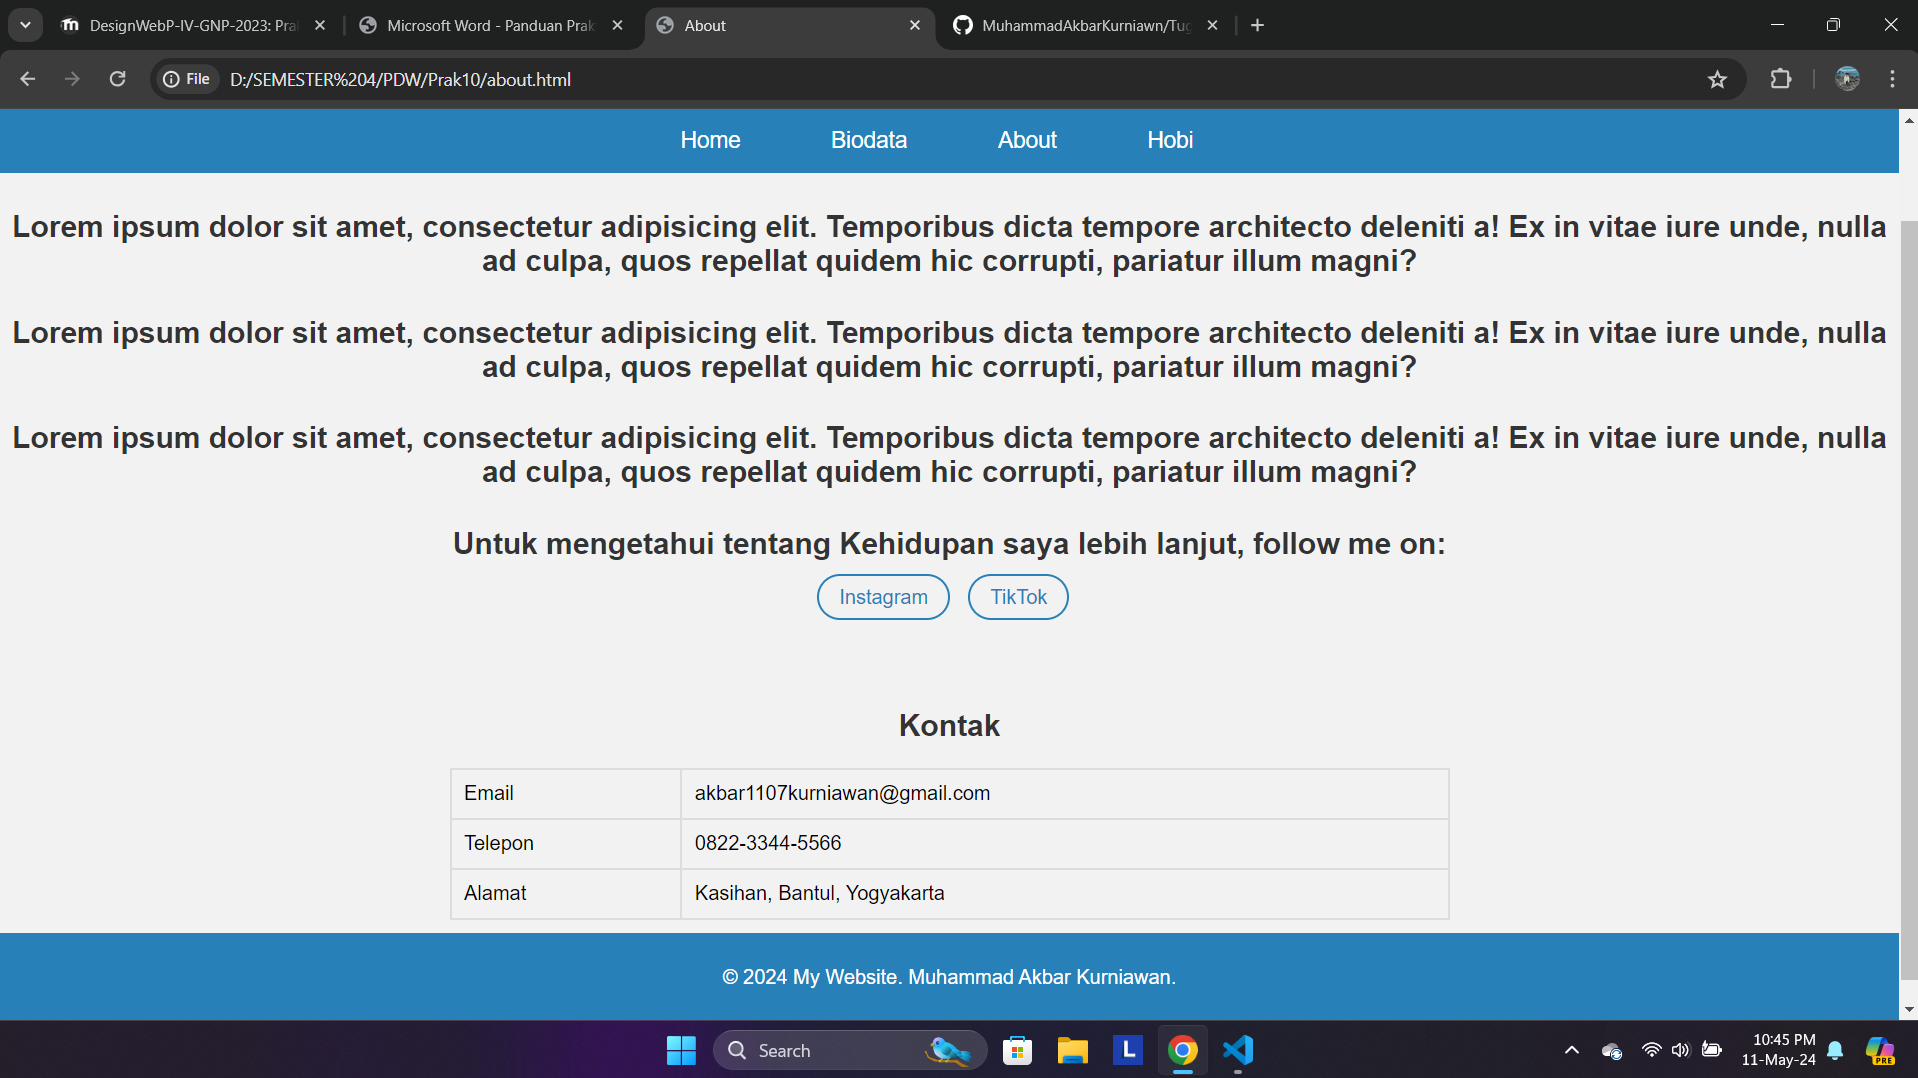 DesignWebP-IV-GNP-2023: Pra
Microsoft Word - Panduan Prak
About
MuhammadAkbarKurniawn/Tug
File
D:/SEMESTER%204/PDW/Prak10/about.html
Home
Biodata
About
Hobi
Lorem ipsum dolor sit amet, consectetur adipisicing elit. Temporibus dicta tempore architecto deleniti a! Ex in vitae iure unde, nulla
ad culpa, quos repellat quidem hic corrupti, pariatur illum magni?
Lorem ipsum dolor sit amet, consectetur adipisicing elit. Temporibus dicta tempore architecto deleniti a! Ex in vitae iure unde, nulla
ad culpa, quos repellat quidem hic corrupti, pariatur illum magni?
Lorem ipsum dolor sit amet, consectetur adipisicing elit. Temporibus dicta tempore architecto deleniti a! Ex in vitae iure unde, nulla
ad culpa, quos repellat quidem hic corrupti, pariatur illum magni?
Untuk mengetahui tentang Kehidupan saya lebih lanjut, follow me on:
Instagram
TikTok
Kontak
Email
akbar1107kurniawan@gmail.com
Telepon
0822-3344-5566
Alamat
Kasihan, Bantul, Yogyakarta
© 2024 My Website. Muhammad Akbar Kurniawan.
Search
L
10:45 PM
11-May-24
PRE